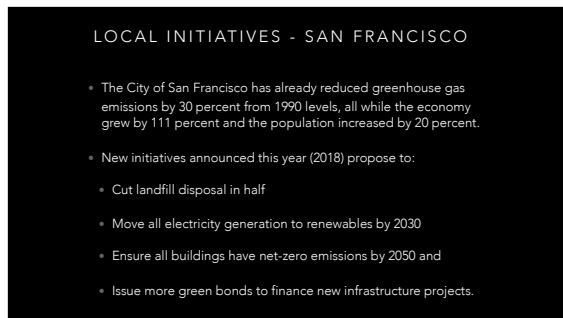 LOCAL INITIATIVES - SAN FRANCISCO
• The City of San Francisco has already reduced greenhouse gas
emissions by 30 percent from 1990 levels, all while the economy
grew by 111 percent and the population increased by 20 percent.
• New initiatives announced this year (2018) propose to:
• Cut landfill disposal in half
• Move all electricity generation to renewables by 2030
• Ensure all buildings have net-zero emissions by 2050 and
• Issue more green bonds to finance new infrastructure projects.